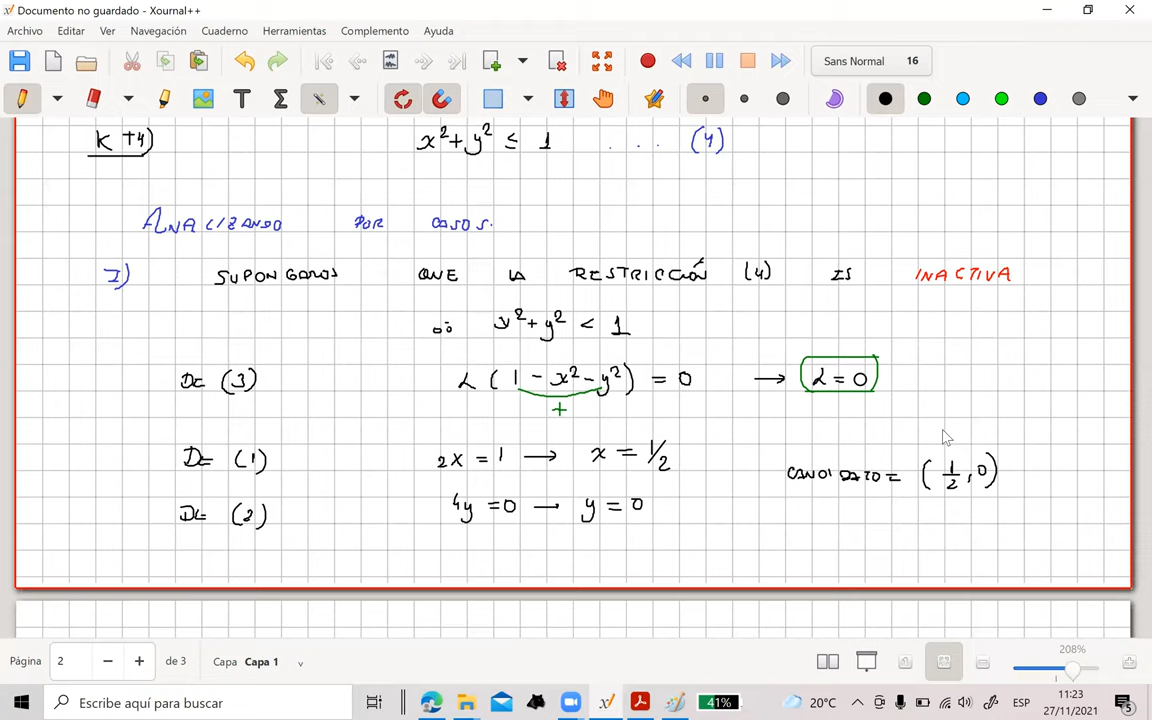 Documento no guardado - Xournal++
Archivo Editar Ver Navegación Cuaderno Herramientas Complemento Ayuda
Sans Normal 16
K T4) x² + y² ≤ 1 . . . . (4)
ANALIZANDO POR CASOS.
I) SUPONGAMOS QUE LA RESTRICCIÓN (4) ES INACTIVA
∞ x² + y² < 1
DE (3) λ (1 - x² - y²) = 0 → λ = 0
+
DE (1) 2x = 1 → x = 1/2
CANDIDATO = (1/2, 0)
DE (2) 4y = 0 → y = 0
Página 2 de 3 Capa Capa 1 208%
Escribe aquí para buscar 41% 20°C ESP 11:23 27/11/2021 5